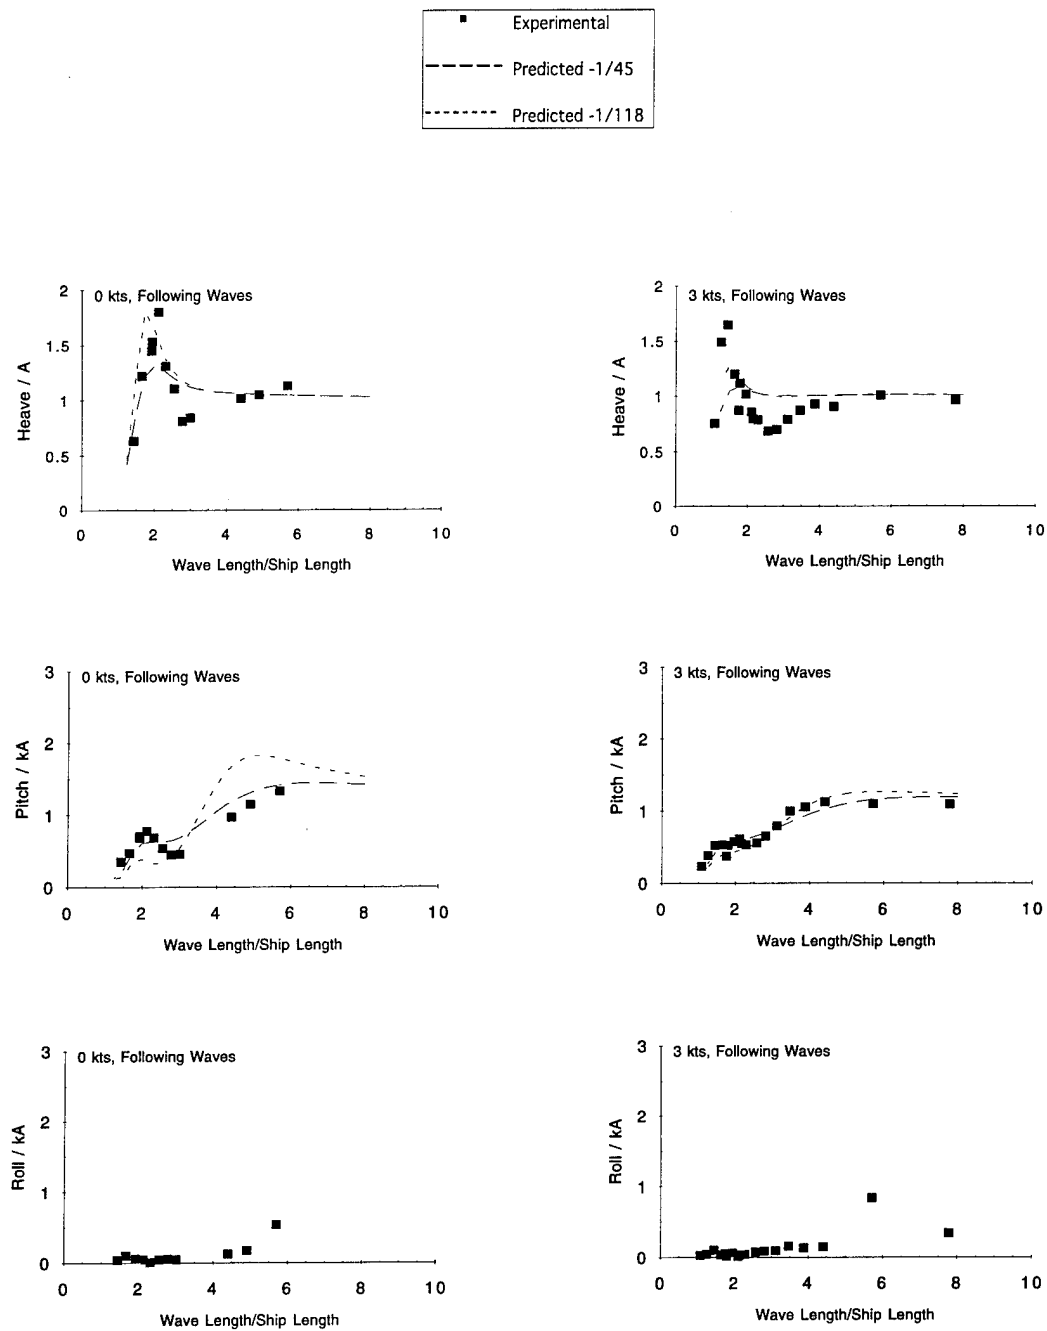 Experimental
Predicted -1/45
Predicted -1/118
0 kts, Following Waves
Heave / A
2
1.5
1
0.5
0
0 2 4 6 8 10
Wave Length/Ship Length
3 kts, Following Waves
Heave / A
2
1.5
1
0.5
0
0 2 4 6 8 10
Wave Length/Ship Length
0 kts, Following Waves
Pitch / kA
3
2
1
0
0 2 4 6 8 10
Wave Length/Ship Length
3 kts, Following Waves
Pitch / kA
3
2
1
0
0 2 4 6 8 10
Wave Length/Ship Length
0 kts, Following Waves
Roll / kA
3
2
1
0
0 2 4 6 8 10
Wave Length/Ship Length
3 kts, Following Waves
Roll / kA
3
2
1
0
0 2 4 6 8 10
Wave Length/Ship Length